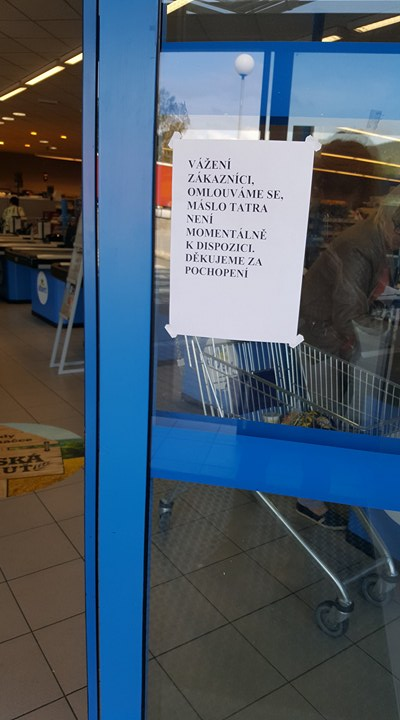 VÁŽENÍ
ZÁKAZNÍCI,
OMLOUVÁME SE,
MÁSLO TATRA
NENÍ
MOMENTÁLNĚ
K DISPOZICI.
DĚKUJEME ZA
POCHOPENÍ